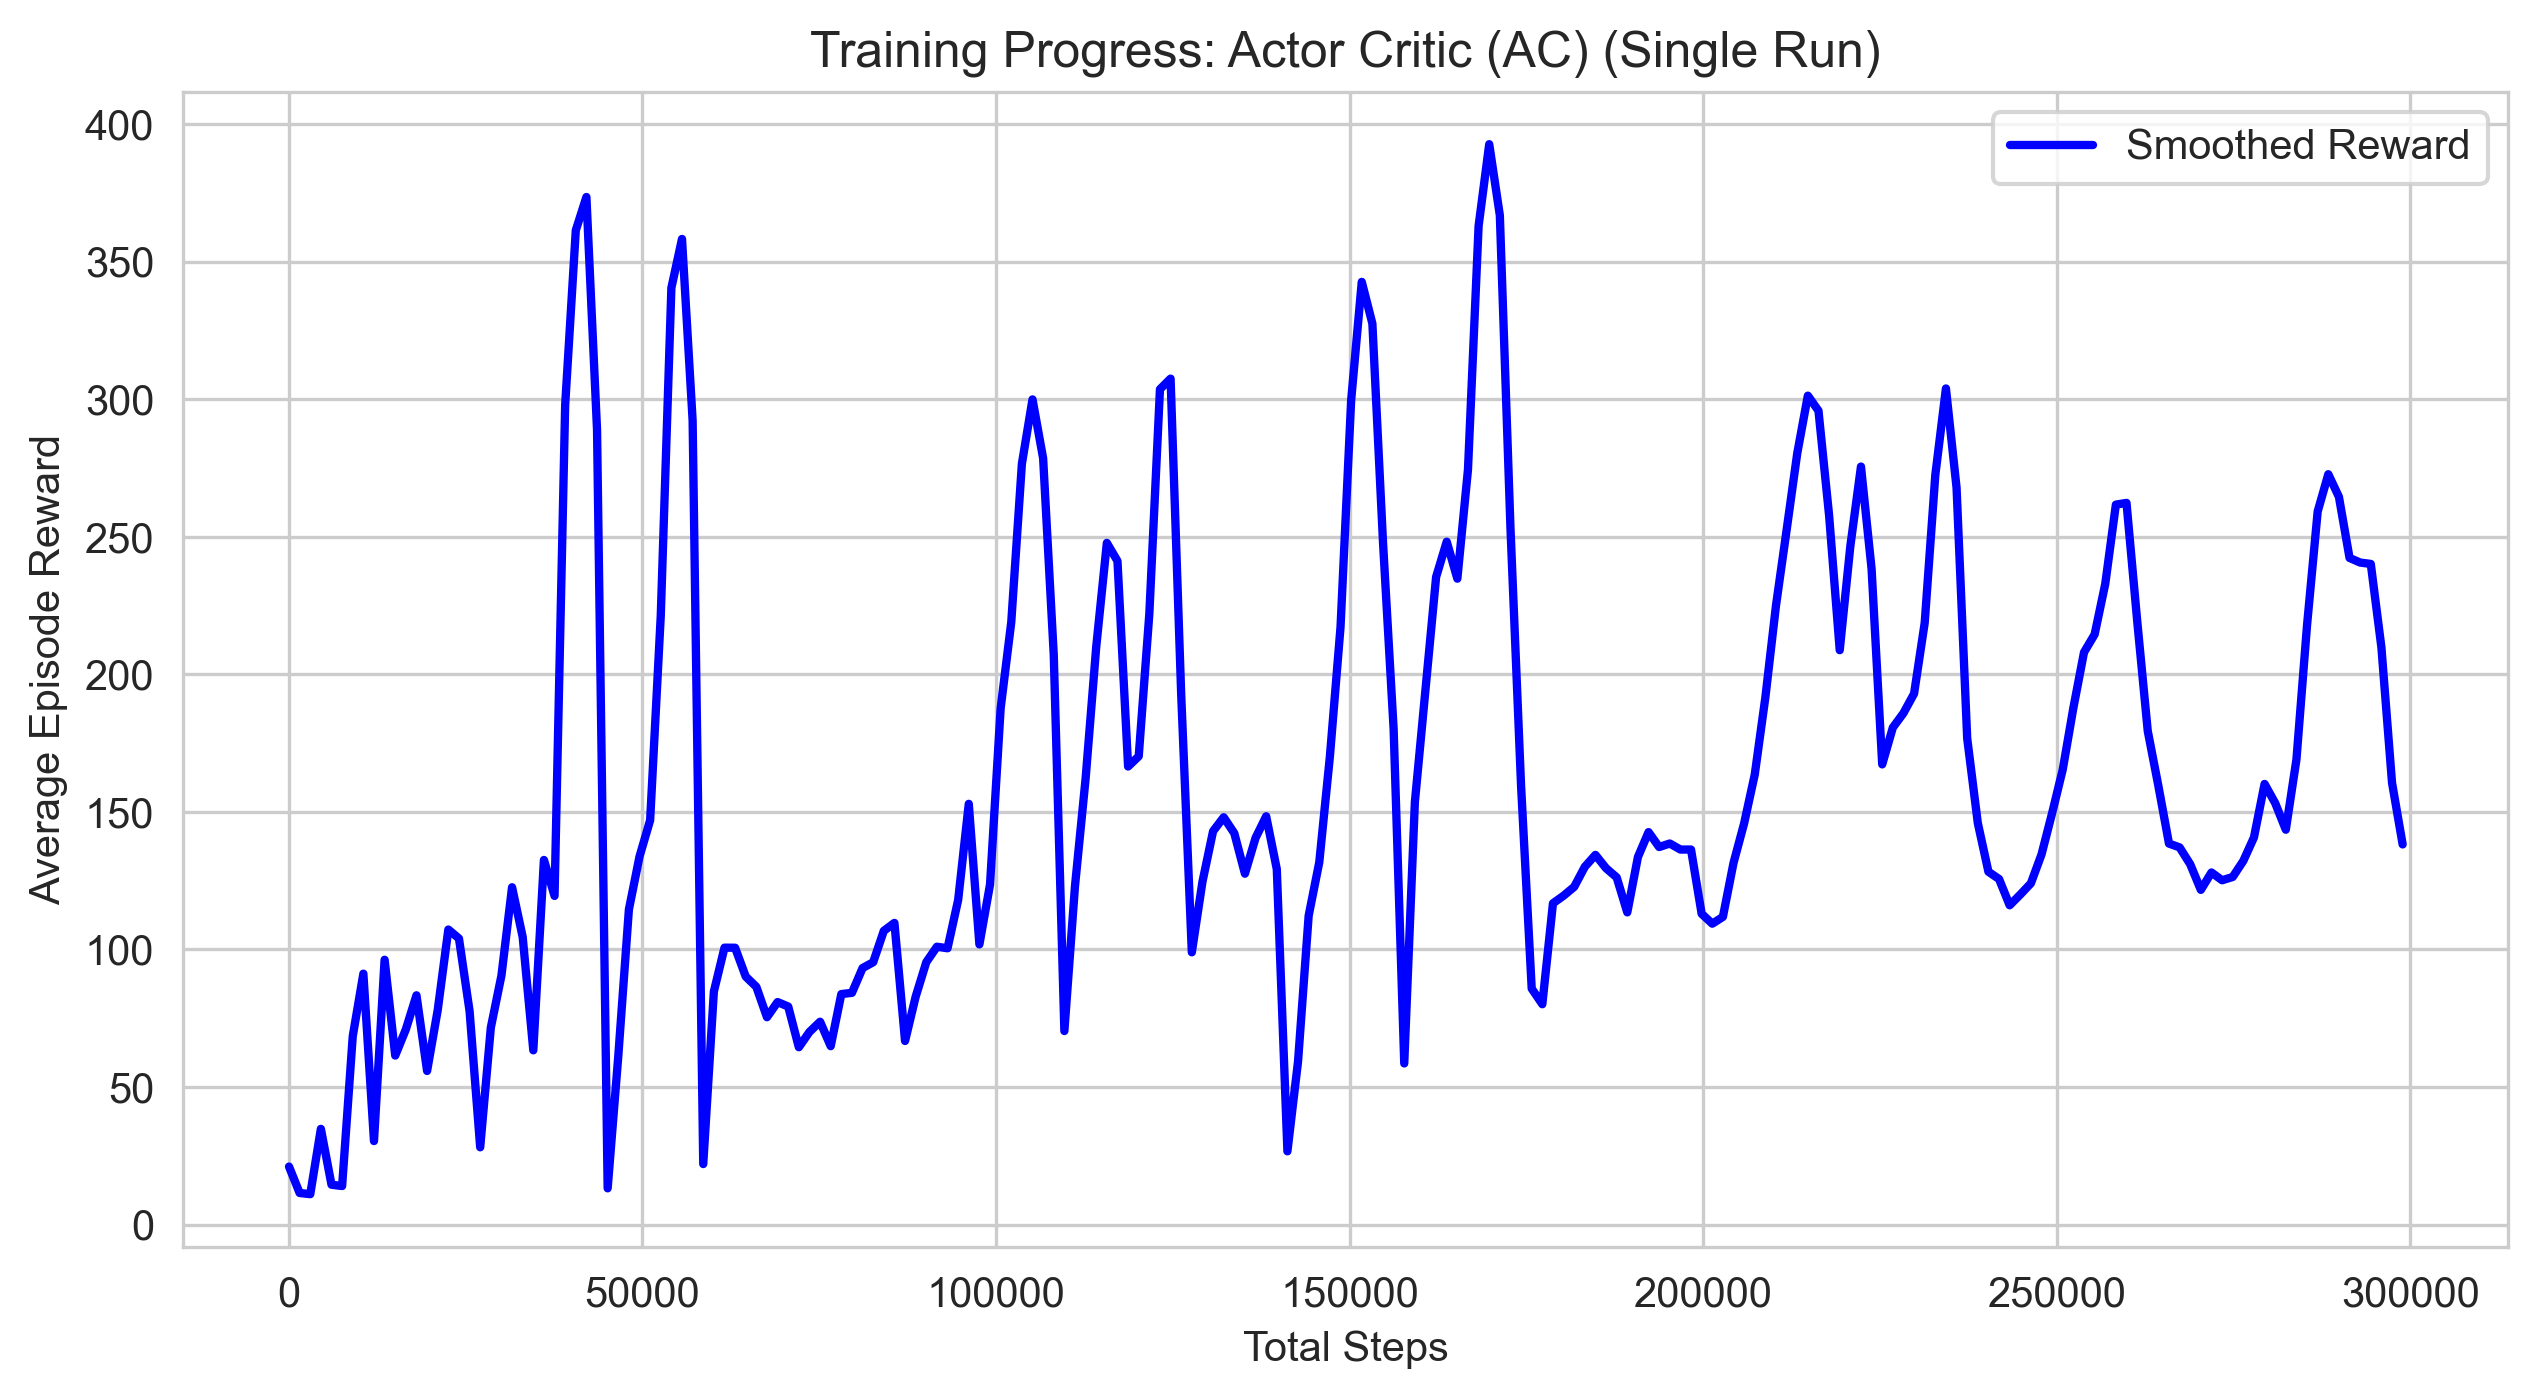 Training Progress: Actor Critic (AC) (Single Run)
Smoothed Reward
Average Episode Reward
400
350
300
250
200
150
100
50
0
0 50000 100000 150000 200000 250000 300000
Total Steps